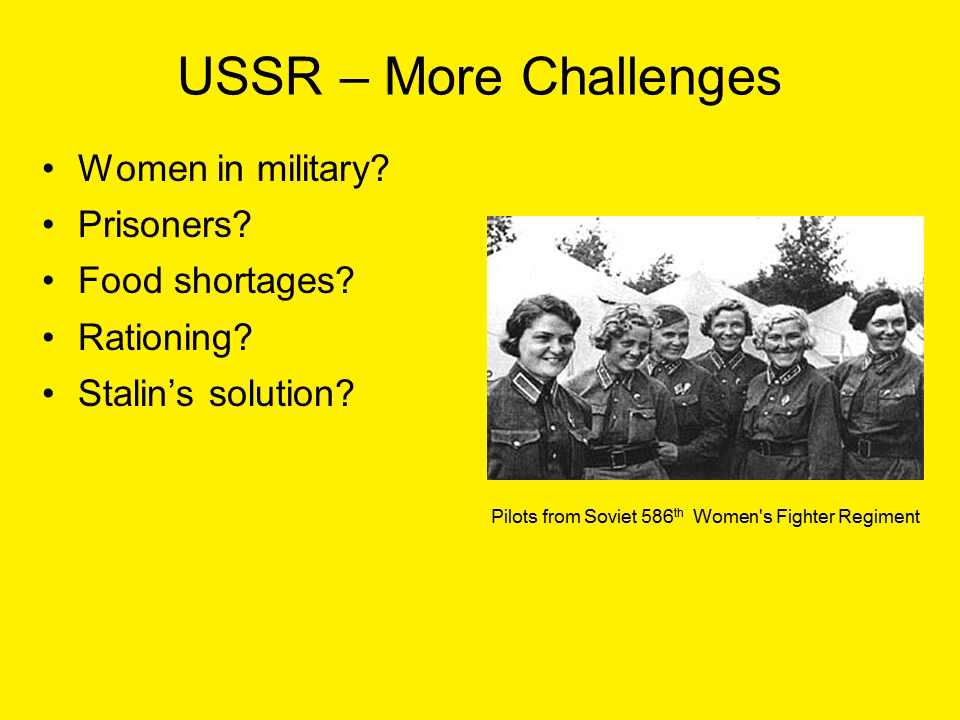 USSR – More Challenges
• Women in military?
• Prisoners?
• Food shortages?
• Rationing?
• Stalin’s solution?
Pilots from Soviet 586th Women's Fighter Regiment